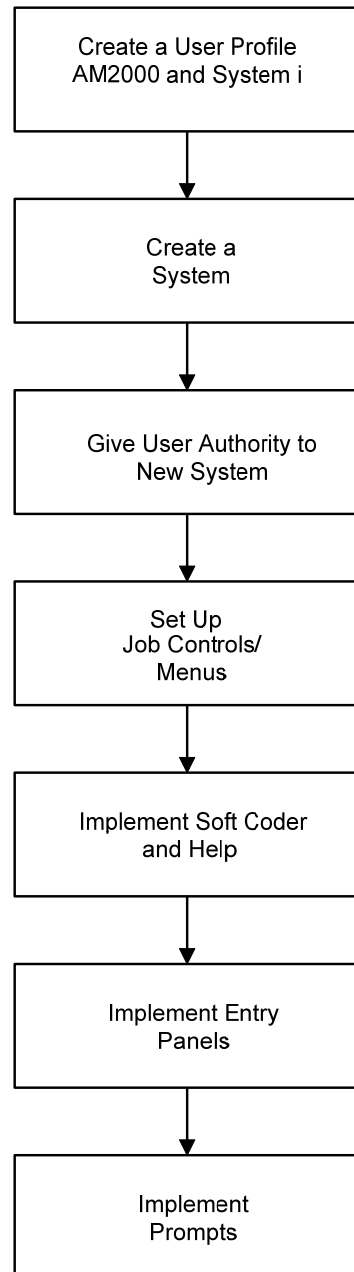 Create a User Profile
AM2000 and System i
Create a
System
Give User Authority to
New System
Set Up
Job Controls/
Menus
Implement Soft Coder
and Help
Implement Entry
Panels
Implement
Prompts